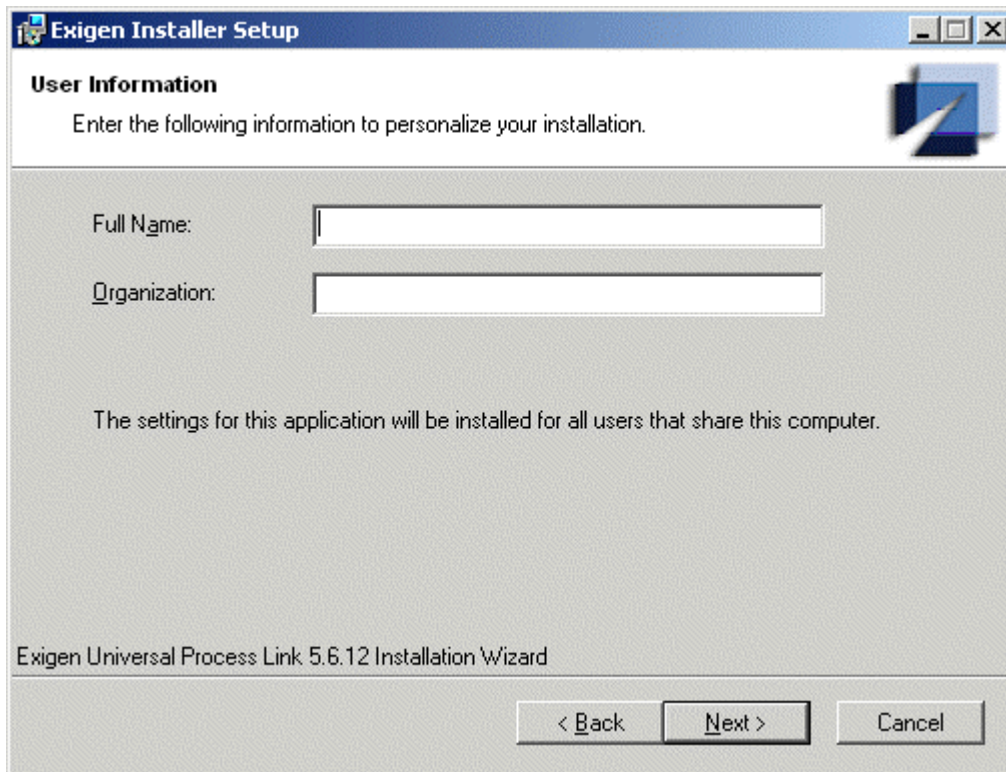 Exigen Installer Setup
User Information
Enter the following information to personalize your installation.
Full Name:
Organization:
The settings for this application will be installed for all users that share this computer.
Exigen Universal Process Link 5.6.12 Installation Wizard
< Back
Next >
Cancel